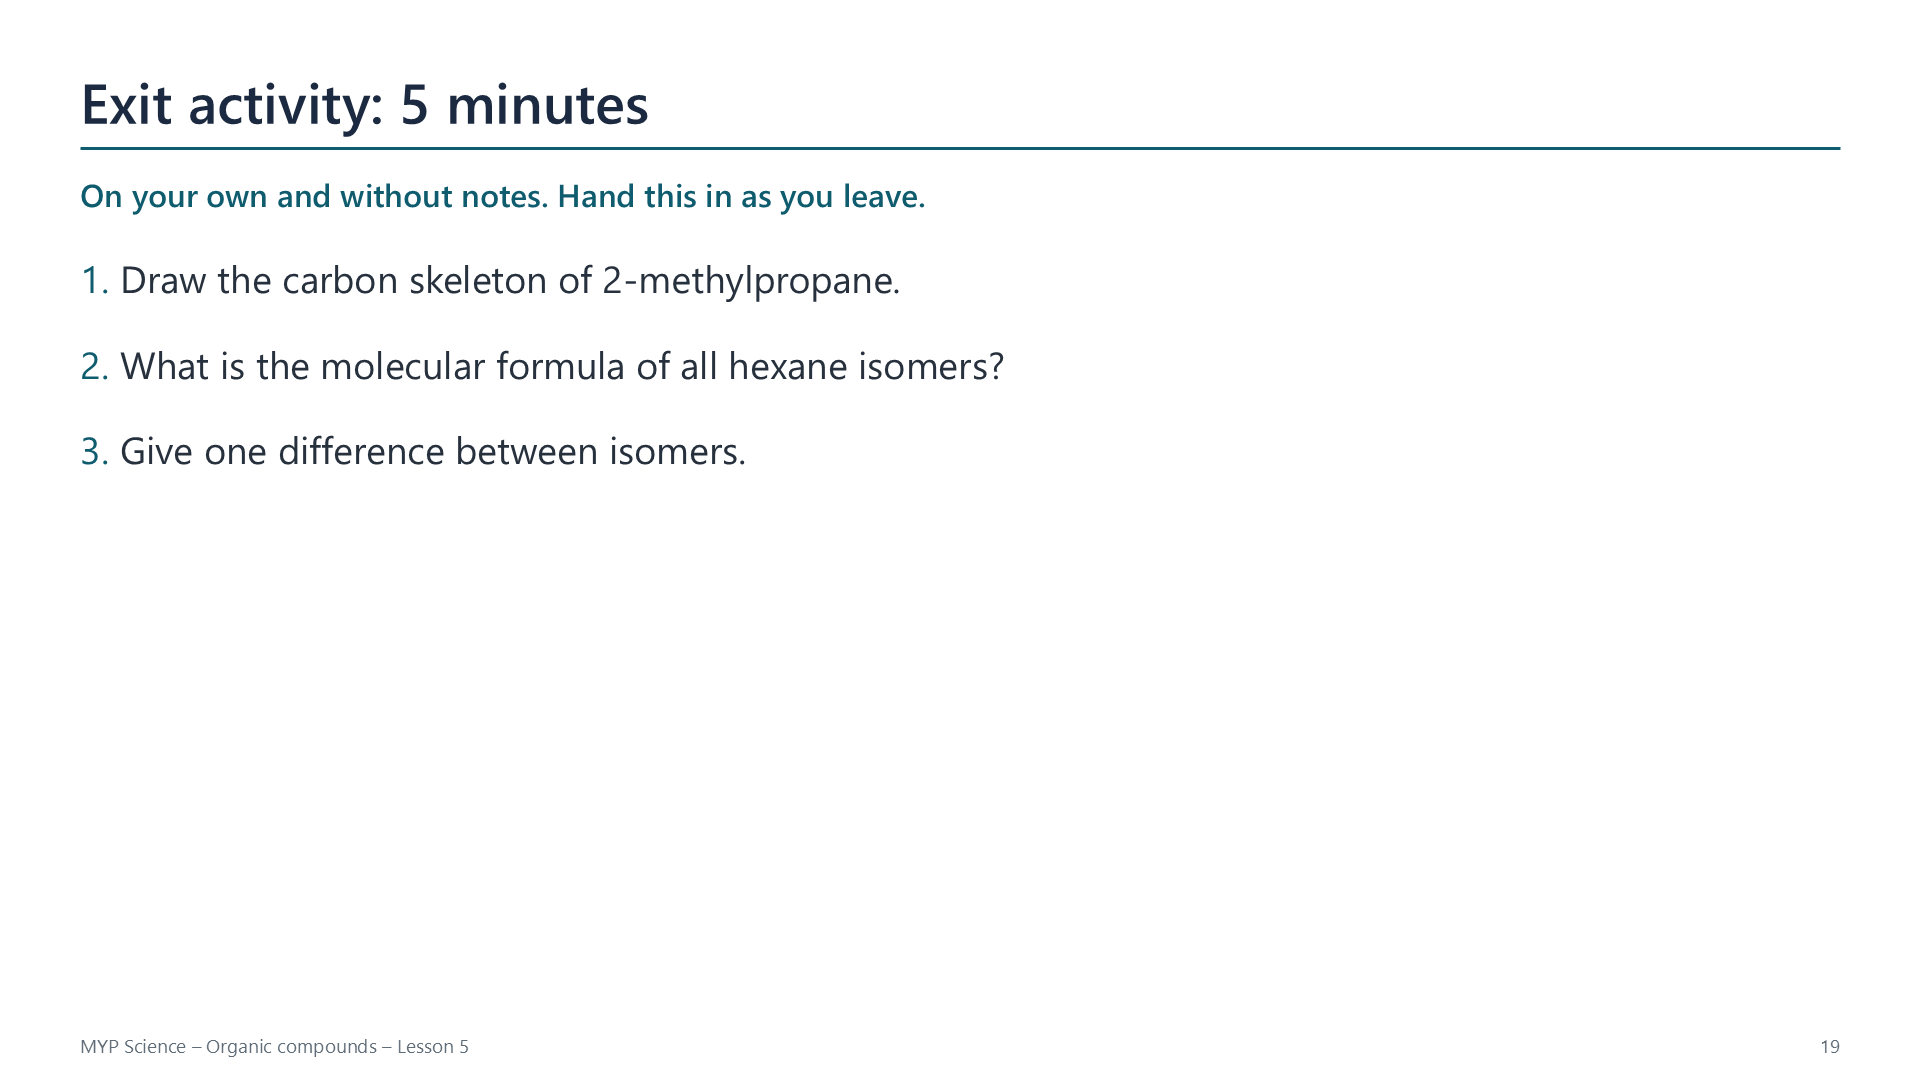 Exit activity: 5 minutes
On your own and without notes. Hand this in as you leave.
1. Draw the carbon skeleton of 2-methylpropane.
2. What is the molecular formula of all hexane isomers?
3. Give one difference between isomers.
MYP Science – Organic compounds – Lesson 5
19